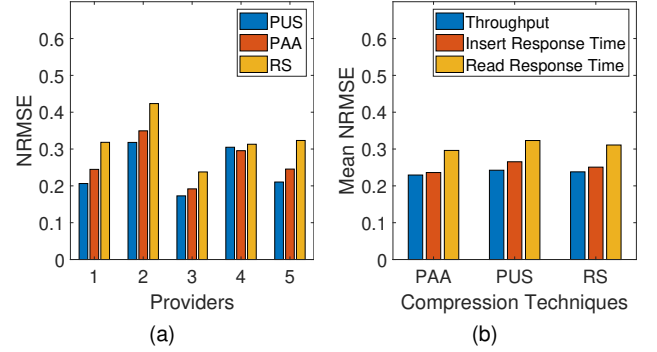 0.6
0.5
0.4
0.3
0.2
0.1
0
NRMSE
PUS
PAA
RS
1 2 3 4 5
Providers
(a)
0.6
0.5
0.4
0.3
0.2
0.1
0
Mean NRMSE
Throughput
Insert Response Time
Read Response Time
PAA PUS RS
Compression Techniques
(b)